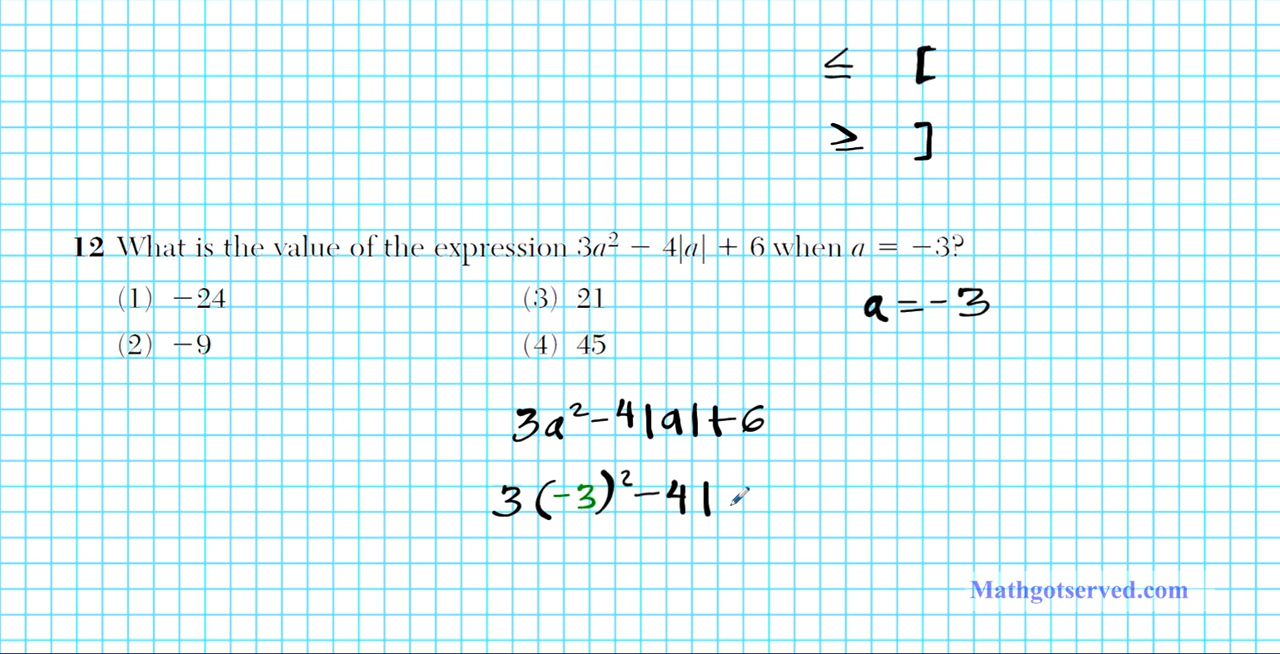 ≤ [
≥ ]
12 What is the value of the expression 3a² − 4|a| + 6 when a = −3?
(1) −24 (3) 21
(2) −9 (4) 45
a = -3
3a² - 4|a| + 6
3(-3)² - 4|
Mathgotserved.com